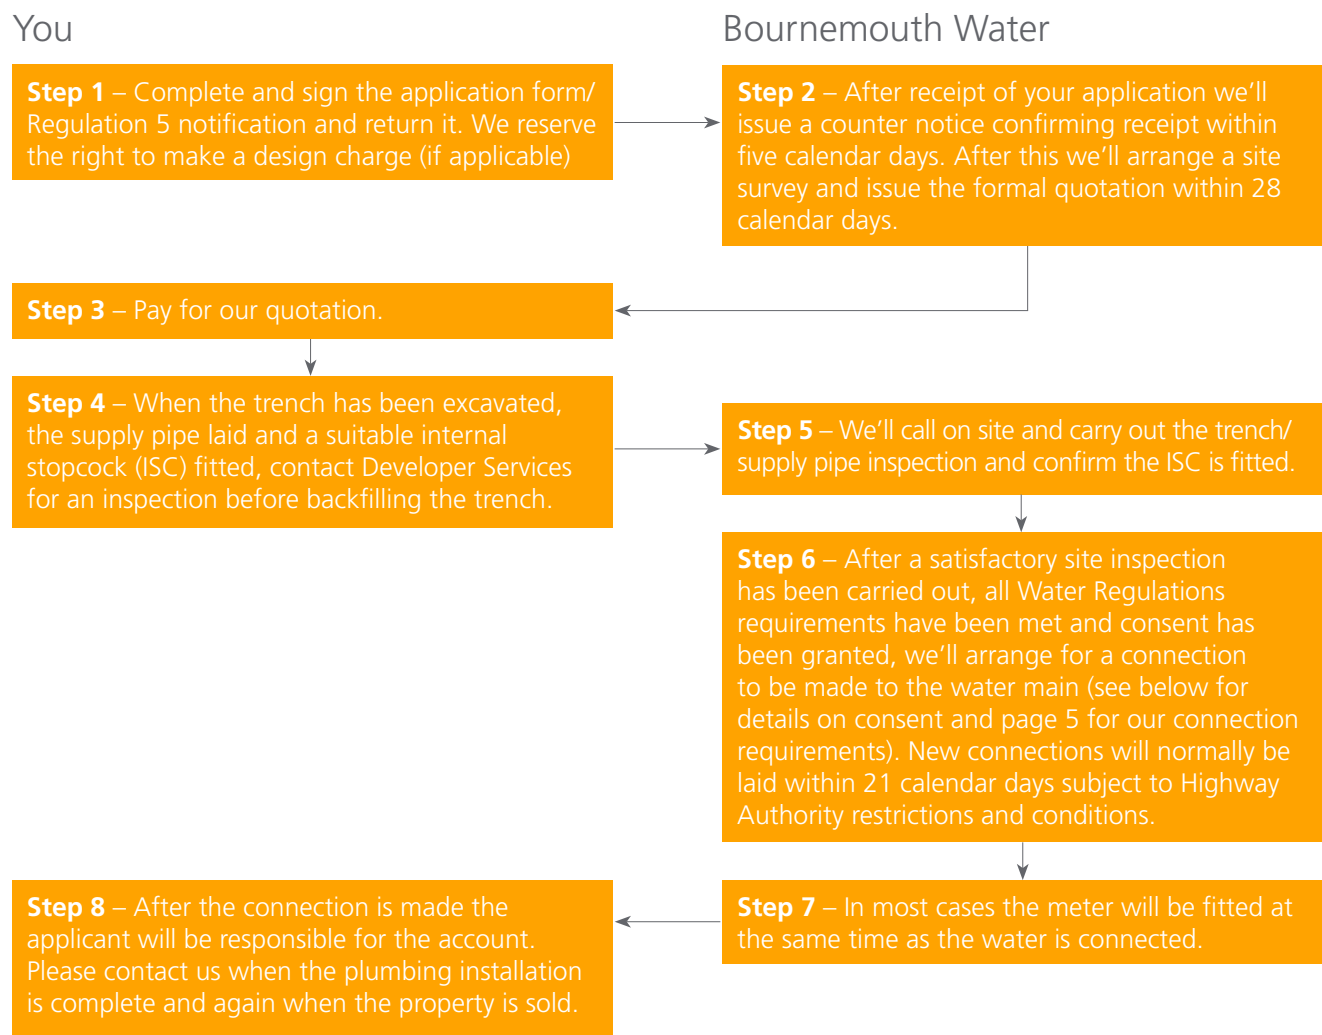 You
Bournemouth Water
Step 1 – Complete and sign the application form/
Regulation 5 notification and return it. We reserve
the right to make a design charge (if applicable)
Step 2 – After receipt of your application we’ll
issue a counter notice confirming receipt within
five calendar days. After this we’ll arrange a site
survey and issue the formal quotation within 28
calendar days.
Step 3 – Pay for our quotation.
Step 4 – When the trench has been excavated,
the supply pipe laid and a suitable internal
stopcock (ISC) fitted, contact Developer Services
for an inspection before backfilling the trench.
Step 5 – We’ll call on site and carry out the trench/
supply pipe inspection and confirm the ISC is fitted.
Step 6 – After a satisfactory site inspection
has been carried out, all Water Regulations
requirements have been met and consent has
been granted, we’ll arrange for a connection
to be made to the water main (see below for
details on consent and page 5 for our connection
requirements). New connections will normally be
laid within 21 calendar days subject to Highway
Authority restrictions and conditions.
Step 7 – In most cases the meter will be fitted at
the same time as the water is connected.
Step 8 – After the connection is made the
applicant will be responsible for the account.
Please contact us when the plumbing installation
is complete and again when the property is sold.